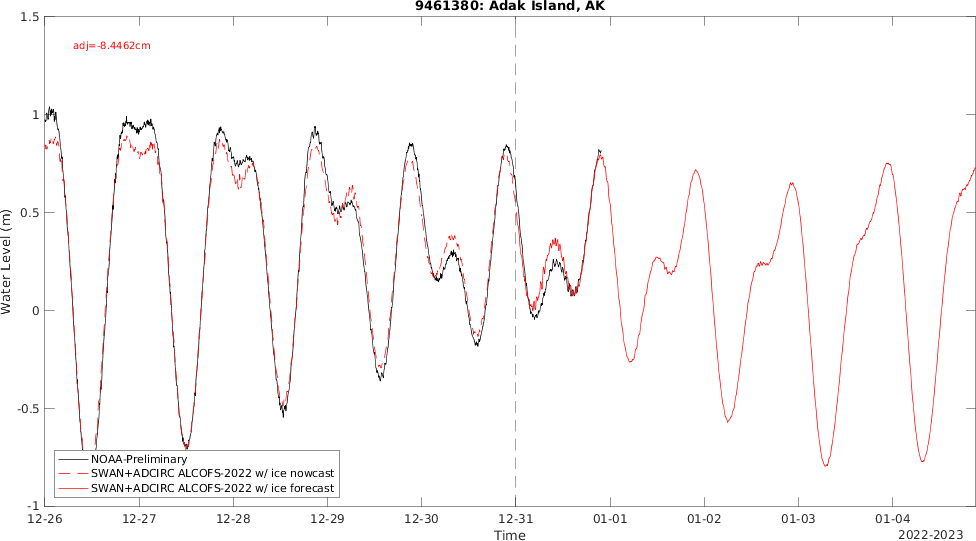 9461380: Adak Island, AK
adj=-8.4462cm
Water Level (m)
1.5
1
0.5
0
-0.5
-1
NOAA-Preliminary
SWAN+ADCIRC ALCOFS-2022 w/ ice nowcast
SWAN+ADCIRC ALCOFS-2022 w/ ice forecast
12-26 12-27 12-28 12-29 12-30 12-31 01-01 01-02 01-03 01-04
Time
2022-2023